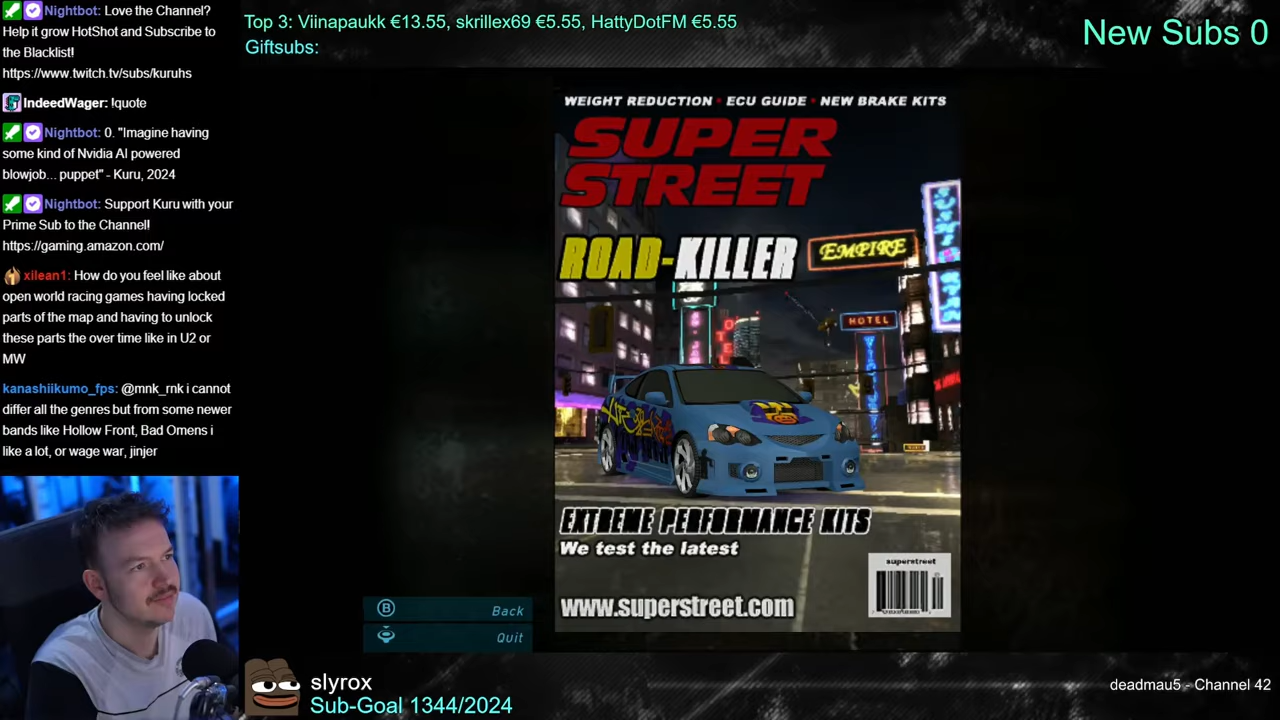 Nightbot: Love the Channel?
Help it grow HotShot and Subscribe to
the Blacklist!
https://www.twitch.tv/subs/kuruhs
IndeedWager: !quote
Nightbot: 0. "Imagine having
some kind of Nvidia AI powered
blowjob... puppet" - Kuru, 2024
Nightbot: Support Kuru with your
Prime Sub to the Channel!
https://gaming.amazon.com/
xilean1: How do you feel like about
open world racing games having locked
parts of the map and having to unlock
these parts the over time like in U2 or
MW
kanashiikumo_fps: @mnk_rnk i cannot
differ all the genres but from some newer
bands like Hollow Front, Bad Omens i
like a lot, or wage war, jinjer
Top 3: Viinapaukk €13.55, skrillex69 €5.55, HattyDotFM €5.55
Giftsubs:
New Subs 0
WEIGHT REDUCTION • ECU GUIDE • NEW BRAKE KITS
SUPER
STREET
ROAD-KILLER
EMPIRE
HOTEL
EXTREME PERFORMANCE KITS
We test the latest
superstreet
www.superstreet.com
B Back
Quit
slyrox
Sub-Goal 1344/2024
deadmau5 - Channel 42